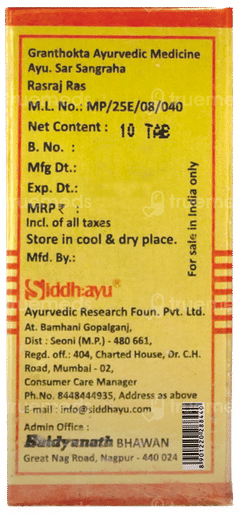 Granthokta Ayurvedic Medicine
Ayu. Sar Sangraha
Rasraj Ras
M.L. No.: MP/25E/08/040
Net Content : 10 TAB
B. No. :
Mfg Dt.:
Exp. Dt.:
MRP ₹ :
Incl. of all taxes
Store in cool & dry place.
Mfd. By.:
For sale in India only
Siddhayu®
Ayurvedic Research Foun. Pvt. Ltd.
At. Bamhani Gopalganj,
Dist : Seoni (M.P.) - 480 661,
Regd. off.: 404, Charted House, Dr. C.H.
Road, Mumbai - 02,
Consumer Care Manager
Ph.No. 8448444935, Address as above
E-mail : info@siddhayu.com
Admin Office :
Baidyanath BHAWAN
Great Nag Road, Nagpur - 440 024
truemeds